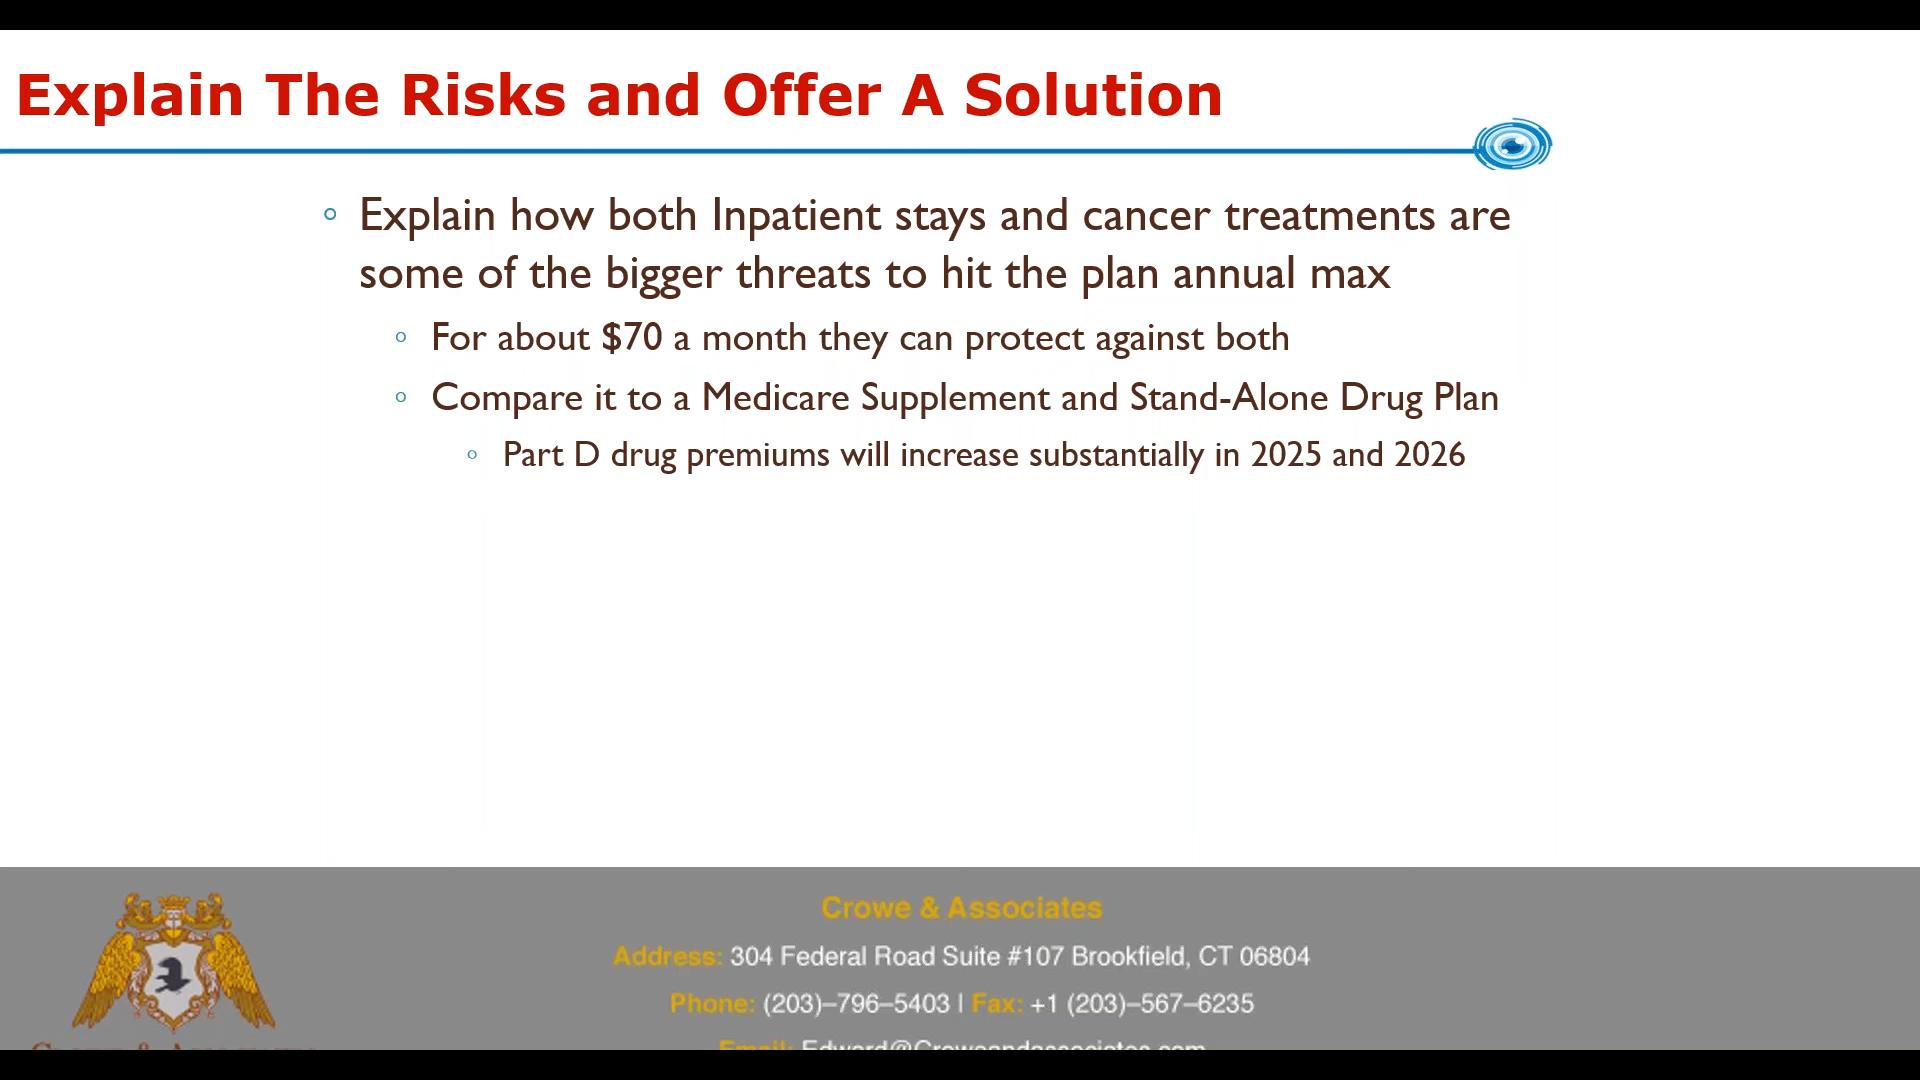 Explain The Risks and Offer A Solution
Explain how both Inpatient stays and cancer treatments are
some of the bigger threats to hit the plan annual max
For about $70 a month they can protect against both
Compare it to a Medicare Supplement and Stand-Alone Drug Plan
Part D drug premiums will increase substantially in 2025 and 2026
Crowe & Associates
Address: 304 Federal Road Suite #107 Brookfield, CT 06804
Phone: (203)–796–5403 | Fax: +1 (203)–567–6235
Email: Edward@Croweandassociates.com